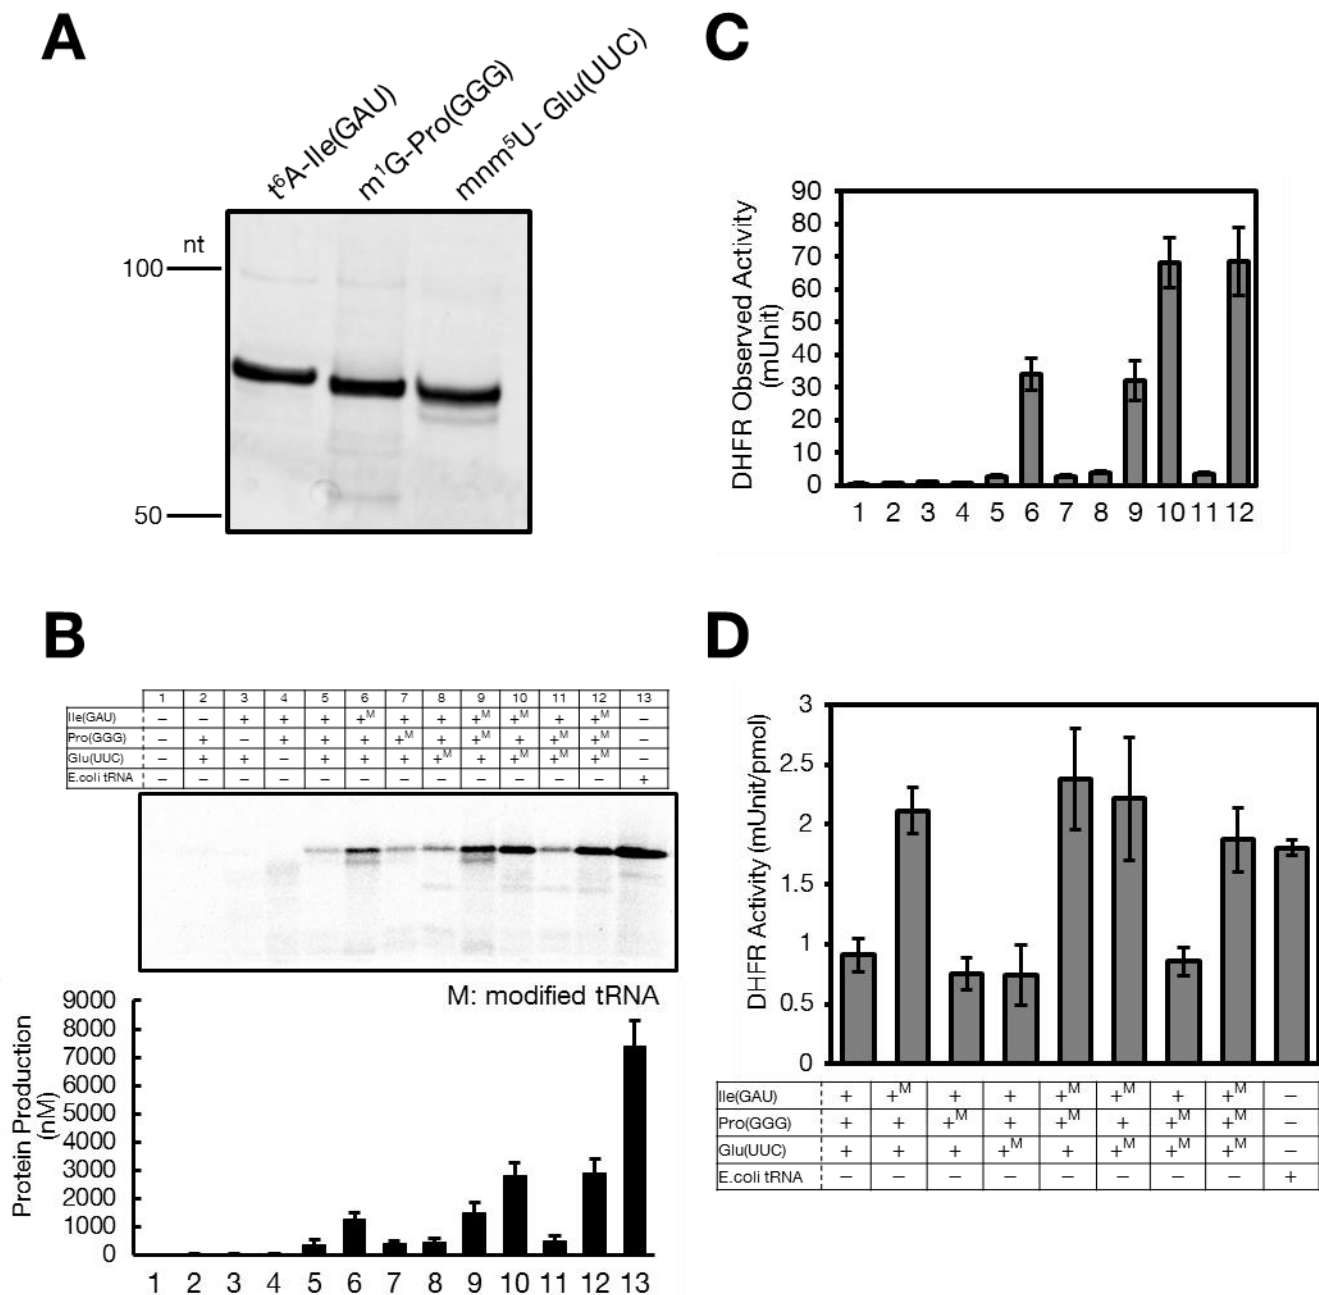 A
t⁶A-Ile(GAU)
m¹G-Pro(GGG)
mnm⁵U- Glu(UUC)
nt
100
50
C
DHFR Observed Activity
(mUnit)
90
80
70
60
50
40
30
20
10
0
1 2 3 4 5 6 7 8 9 10 11 12
B
1 2 3 4 5 6 7 8 9 10 11 12 13
Ile(GAU) – – + + + +ᴹ + + +ᴹ +ᴹ + +ᴹ –
Pro(GGG) – + – + + + +ᴹ + +ᴹ + +ᴹ +ᴹ –
Glu(UUC) – + + – + + + +ᴹ + +ᴹ +ᴹ +ᴹ –
E.coli tRNA – – – – – – – – – – – – +
M: modified tRNA
Protein Production
(nM)
9000
8000
7000
6000
5000
4000
3000
2000
1000
0
1 2 3 4 5 6 7 8 9 10 11 12 13
D
DHFR Activity (mUnit/pmol)
3
2.5
2
1.5
1
0.5
0
Ile(GAU) + +ᴹ + + +ᴹ +ᴹ + +ᴹ –
Pro(GGG) + + +ᴹ + +ᴹ + +ᴹ +ᴹ –
Glu(UUC) + + + +ᴹ + +ᴹ +ᴹ +ᴹ –
E.coli tRNA – – – – – – – – +